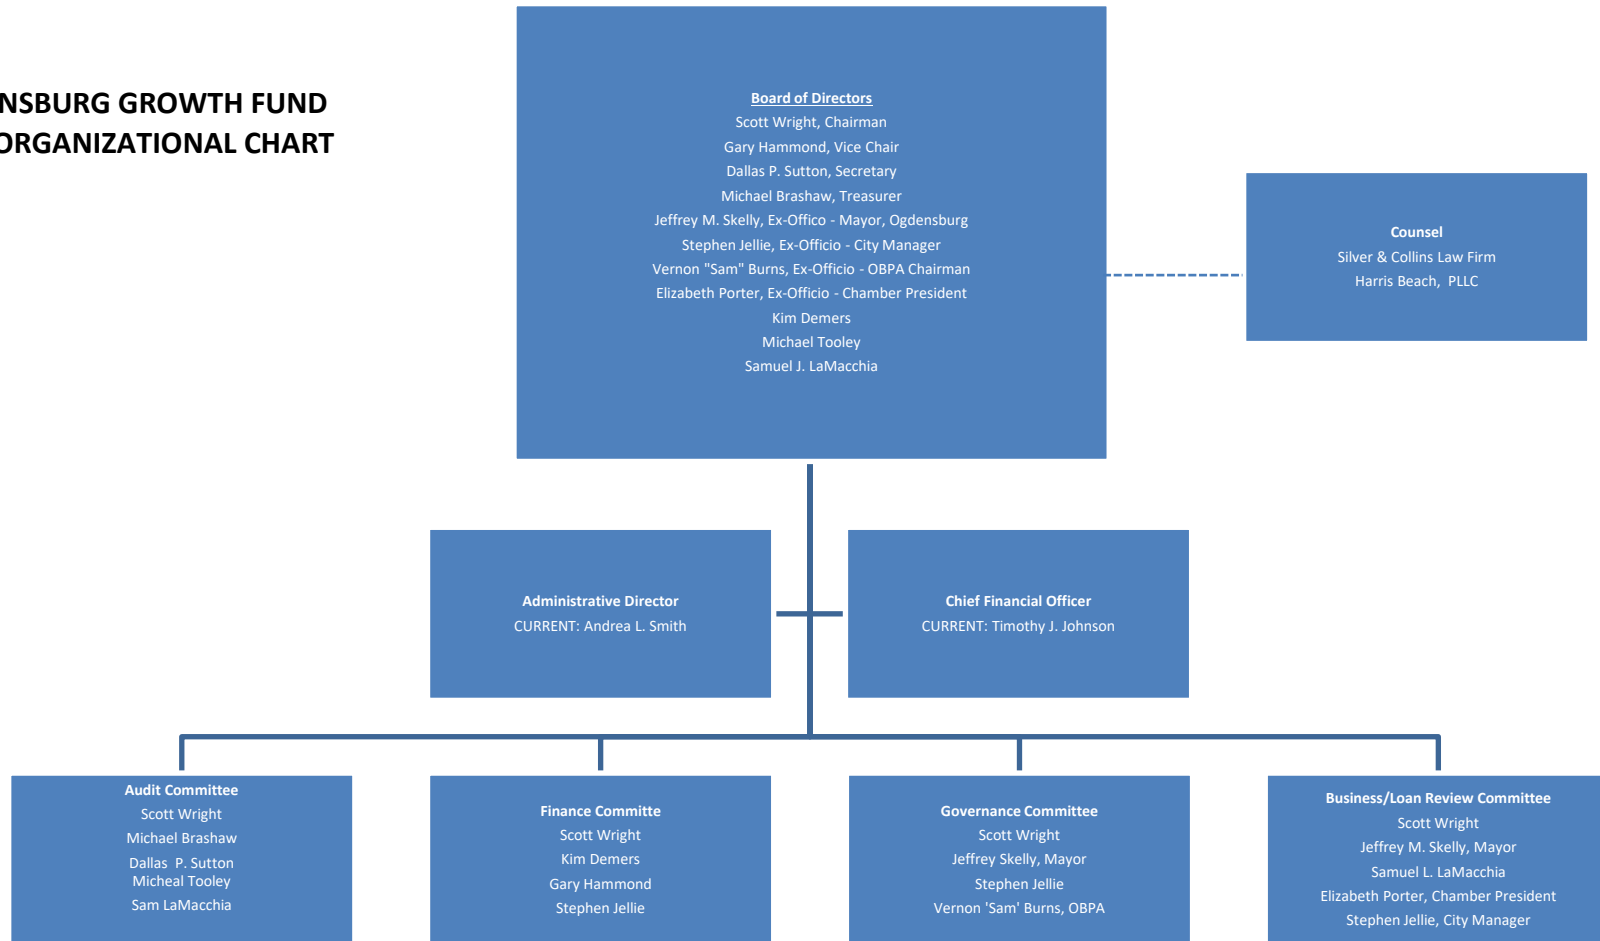 NSBURG GROWTH FUND
ORGANIZATIONAL CHART
Board of Directors
Scott Wright, Chairman
Gary Hammond, Vice Chair
Dallas P. Sutton, Secretary
Michael Brashaw, Treasurer
Jeffrey M. Skelly, Ex-Offico - Mayor, Ogdensburg
Stephen Jellie, Ex-Officio - City Manager
Vernon "Sam" Burns, Ex-Officio - OBPA Chairman
Elizabeth Porter, Ex-Officio - Chamber President
Kim Demers
Michael Tooley
Samuel J. LaMacchia
Counsel
Silver & Collins Law Firm
Harris Beach, PLLC
Administrative Director
CURRENT: Andrea L. Smith
Chief Financial Officer
CURRENT: Timothy J. Johnson
Audit Committee
Scott Wright
Michael Brashaw
Dallas P. Sutton
Micheal Tooley
Sam LaMacchia
Finance Committe
Scott Wright
Kim Demers
Gary Hammond
Stephen Jellie
Governance Committee
Scott Wright
Jeffrey Skelly, Mayor
Stephen Jellie
Vernon 'Sam' Burns, OBPA
Business/Loan Review Committee
Scott Wright
Jeffrey M. Skelly, Mayor
Samuel L. LaMacchia
Elizabeth Porter, Chamber President
Stephen Jellie, City Manager